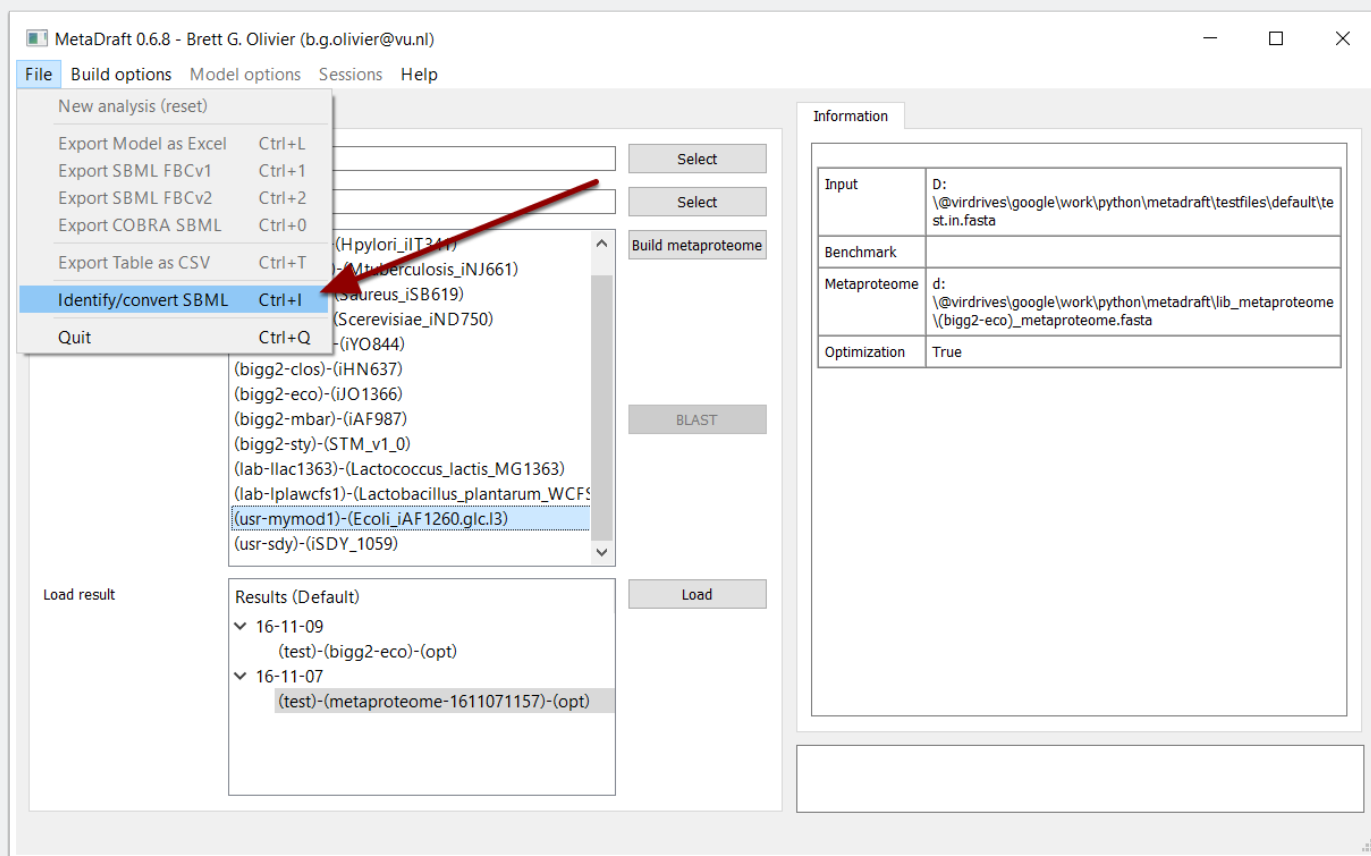 MetaDraft 0.6.8 - Brett G. Olivier (b.g.olivier@vu.nl)
File Build options Model options Sessions Help
New analysis (reset)
Export Model as Excel Ctrl+L
Export SBML FBCv1 Ctrl+1
Export SBML FBCv2 Ctrl+2
Export COBRA SBML Ctrl+0
Export Table as CSV Ctrl+T
Identify/convert SBML Ctrl+I
Quit Ctrl+Q
Select
Select
Build metaproteome
-(Hpylori_iIT341)
)-(Mtuberculosis_iNJ661)
(Saureus_iSB619)
(Scerevisiae_iND750)
-(iYO844)
(bigg2-clos)-(iHN637)
(bigg2-eco)-(iJO1366)
(bigg2-mbar)-(iAF987)
(bigg2-sty)-(STM_v1_0)
(lab-llac1363)-(Lactococcus_lactis_MG1363)
(lab-lplawcfs1)-(Lactobacillus_plantarum_WCFS
(usr-mymod1)-(Ecoli_iAF1260.glc.l3)
(usr-sdy)-(iSDY_1059)
BLAST
Load result
Results (Default)
16-11-09
(test)-(bigg2-eco)-(opt)
16-11-07
(test)-(metaproteome-1611071157)-(opt)
Load
Information
Input
D:
\@virdrives\google\work\python\metadraft\testfiles\default\te
st.in.fasta
Benchmark
Metaproteome
d:
\@virdrives\google\work\python\metadraft\lib_metaproteome
\(bigg2-eco)_metaproteome.fasta
Optimization True